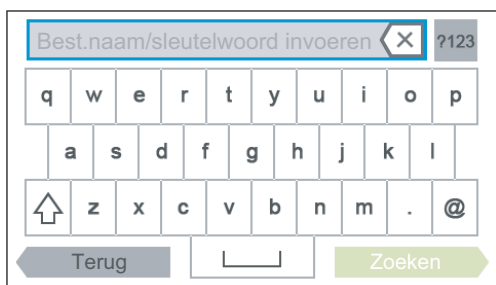 Best.naam/sleutelwoord invoeren ?123
q w e r t y u i o p
a s d f g h j k l
z x c v b n m . @
Terug Zoeken